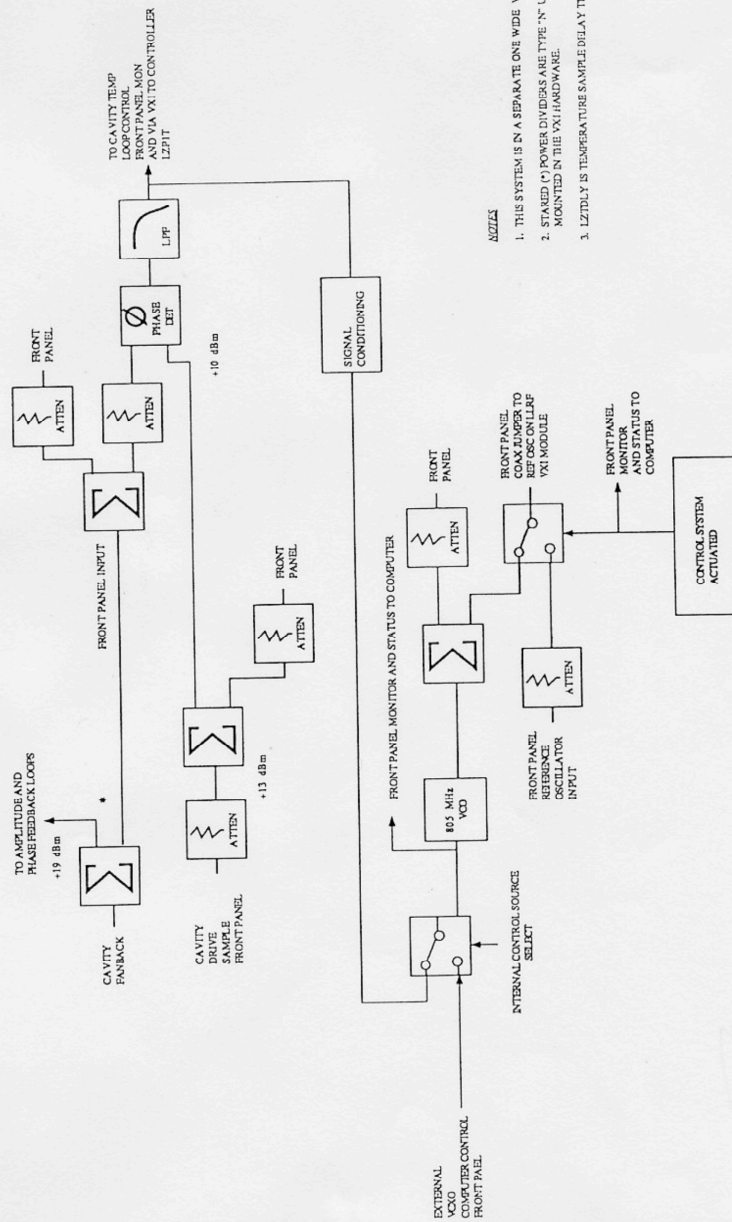 TO AMPLITUDE AND
PHASE FEEDBACK LOOPS
+19 dBm
*
CAVITY
FANBACK
FRONT PANEL INPUT
ATTEN
FRONT
PANEL
ATTEN
PHASE
DET
+10 dBm
LPF
TO CAVITY TEMP
LOOP CONTROL
FRONT PANEL MON
AND VIA VXI TO CONTROLLER
LZPIT
CAVITY
DRIVE
SAMPLE
FRONT PANEL
ATTEN
+13 dBm
ATTEN
FRONT
PANEL
SIGNAL
CONDITIONING
EXTERNAL
VCXO
COMPUTER CONTROL
FRONT PAEL
INTERNAL CONTROL SOURCE
SELECT
FRONT PANEL MONITOR AND STATUS TO COMPUTER
805 MHz
VCO
ATTEN
FRONT
PANEL
FRONT PANEL
COAX JUMPER TO
REF OSC ON LLRF
VXI MODULE
FRONT PANEL
REFERENCE
OSCILLATOR
INPUT
ATTEN
FRONT PANEL
MONITOR
AND STATUS TO
COMPUTER
CONTROL SYSTEM
ACTUATED
NOTES
1. THIS SYSTEM IS IN A SEPARATE ONE WIDE
2. STARED (*) POWER DIVIDERS ARE TYPE "N"
MOUNTED IN THE VXI HARDWARE.
3. LZTDLY IS TEMPERATURE SAMPLE DELAY